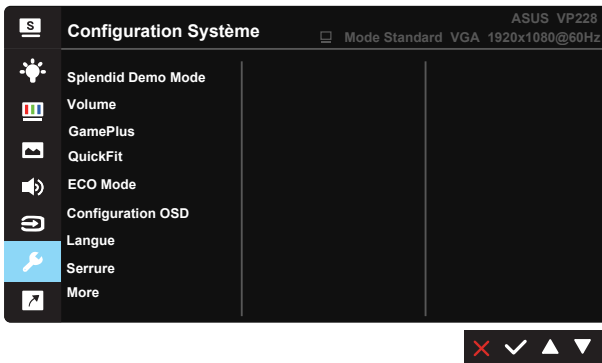 S
Configuration Système
ASUS VP228
Mode Standard VGA 1920x1080@60Hz
Splendid Demo Mode
Volume
GamePlus
QuickFit
ECO Mode
Configuration OSD
Langue
Serrure
More